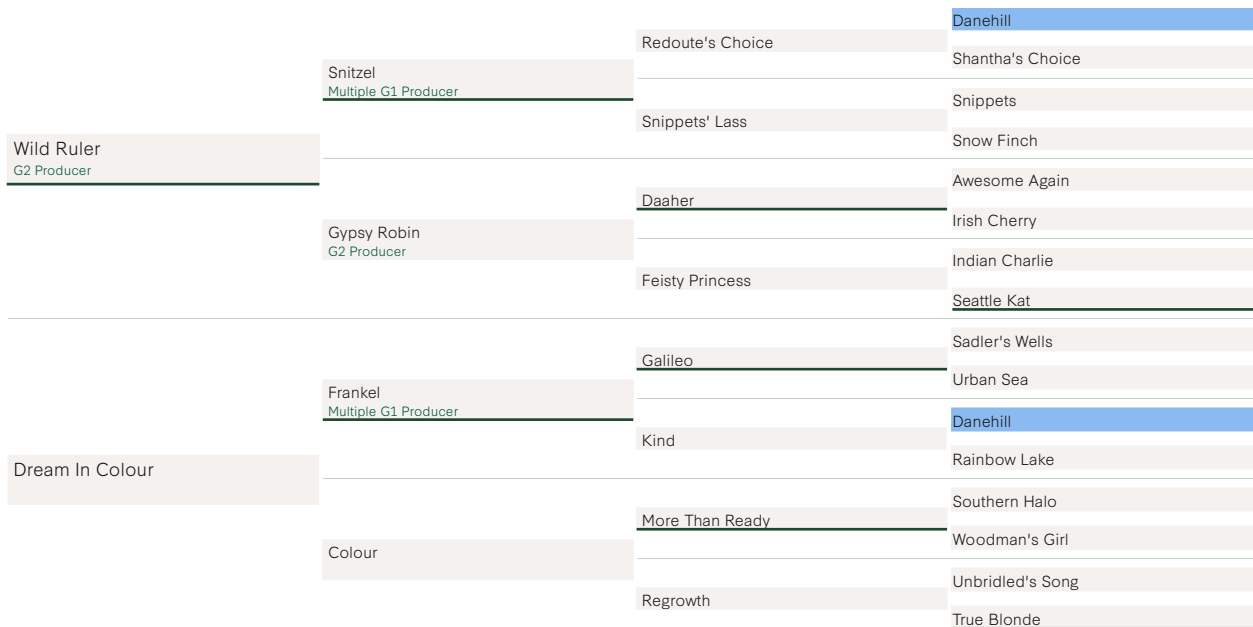 Wild Ruler
G2 Producer
Dream In Colour
Snitzel
Multiple G1 Producer
Gypsy Robin
G2 Producer
Frankel
Multiple G1 Producer
Colour
Redoute's Choice
Snippets' Lass
Daaher
Feisty Princess
Galileo
Kind
More Than Ready
Regrowth
Danehill
Shantha's Choice
Snippets
Snow Finch
Awesome Again
Irish Cherry
Indian Charlie
Seattle Kat
Sadler's Wells
Urban Sea
Danehill
Rainbow Lake
Southern Halo
Woodman's Girl
Unbridled's Song
True Blonde